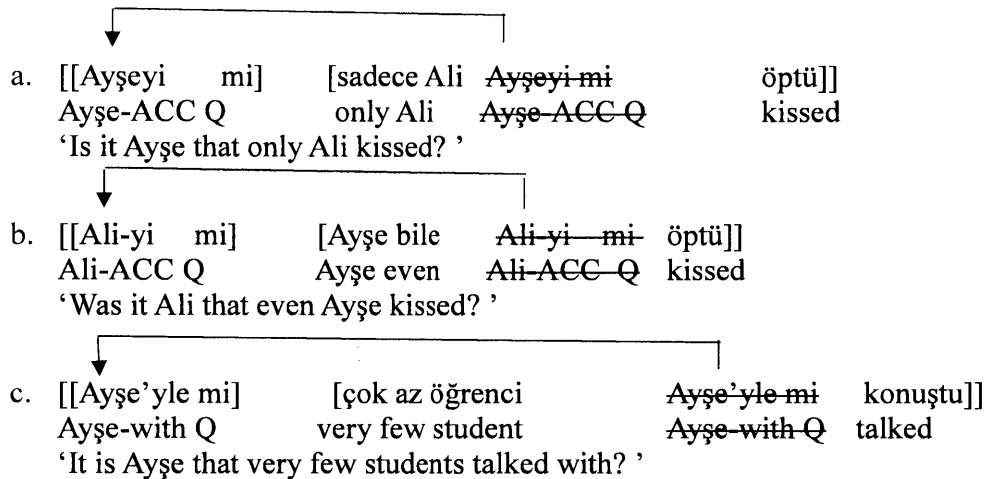 a. [[Ayşeyi mi] [sadece Ali Ayşeyi mi öptü]]
Ayşe-ACC Q only Ali Ayşe-ACC Q kissed
‘Is it Ayşe that only Ali kissed? ’
b. [[Ali-yi mi] [Ayşe bile Ali-yi mi öptü]]
Ali-ACC Q Ayşe even Ali-ACC Q kissed
‘Was it Ali that even Ayşe kissed? ’
c. [[Ayşe’yle mi] [çok az öğrenci Ayşe’yle mi konuştu]]
Ayşe-with Q very few student Ayşe-with Q talked
‘It is Ayşe that very few students talked with? ’